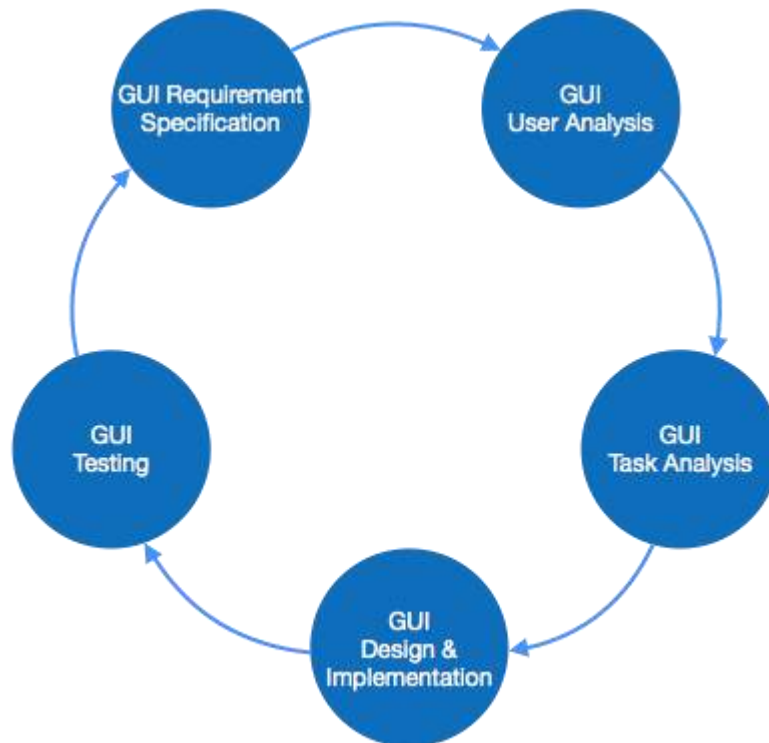 GUI Requirement
Specification
GUI
User Analysis
GUI
Task Analysis
GUI
Design &
Implementation
GUI
Testing